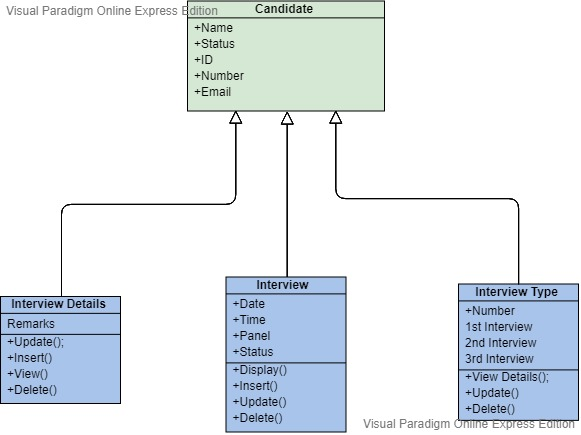 Visual Paradigm Online Express Edition
Candidate
+Name
+Status
+ID
+Number
+Email
Interview Details
Remarks
+Update();
+Insert()
+View()
+Delete()
Interview
+Date
+Time
+Panel
+Status
+Display()
+Insert()
+Update()
+Delete()
Interview Type
+Number
1st Interview
2nd Interview
3rd Interview
+View Details();
+Update()
+Delete()
Visual Paradigm Online Express Edition